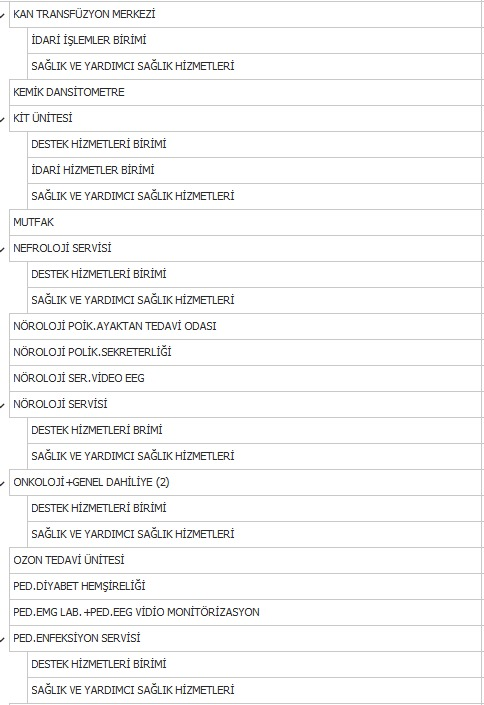 KAN TRANSFÜZYON MERKEZİ
İDARİ İŞLEMLER BİRİMİ
SAĞLIK VE YARDIMCI SAĞLIK HİZMETLERİ
KEMİK DANSİTOMETRE
KİT ÜNİTESİ
DESTEK HİZMETLERİ BİRİMİ
İDARİ HİZMETLER BİRİMİ
SAĞLIK VE YARDIMCI SAĞLIK HİZMETLERİ
MUTFAK
NEFROLOJİ SERVİSİ
DESTEK HİZMETLERİ BİRİMİ
SAĞLIK VE YARDIMCI SAĞLIK HİZMETLERİ
NÖROLOJİ POİK.AYAKTAN TEDAVİ ODASI
NÖROLOJİ POLİK.SEKRETERLİĞİ
NÖROLOJİ SER.VİDEO EEG
NÖROLOJİ SERVİSİ
DESTEK HİZMETLERİ BRİMİ
SAĞLIK VE YARDIMCI SAĞLIK HİZMETLERİ
ONKOLOJİ+GENEL DAHİLİYE (2)
DESTEK HİZMETLERİ BİRİMİ
SAĞLIK VE YARDIMCI SAĞLIK HİZMETLERİ
OZON TEDAVİ ÜNİTESİ
PED.DİYABET HEMŞİRELİĞİ
PED.EMG LAB.+PED.EEG VİDİO MONİTÖRİZASYON
PED.ENFEKSİYON SERVİSİ
DESTEK HİZMETLERİ BİRİMİ
SAĞLIK VE YARDIMCI SAĞLIK HİZMETLERİ